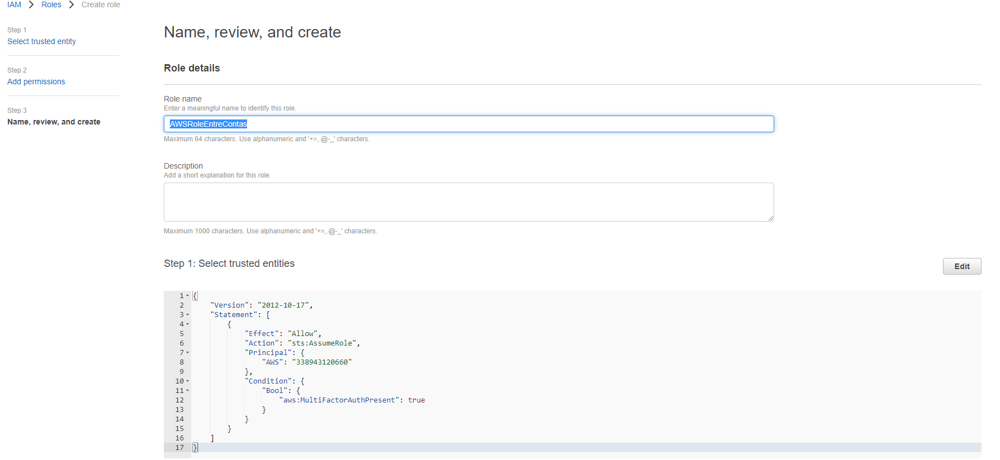 IAM > Roles > Create role
Step 1
Select trusted entity
Step 2
Add permissions
Step 3
Name, review, and create
Name, review, and create
Role details
Role name
Enter a meaningful name to identify this role.
AWSRoleEntreContas
Maximum 64 characters. Use alphanumeric and '+=,.@-_' characters.
Description
Add a short explanation for this role.
Maximum 1000 characters. Use alphanumeric and '+=,.@-_' characters.
Step 1: Select trusted entities
Edit
1 {
2 "Version": "2012-10-17",
3 "Statement": [
4 {
5 "Effect": "Allow",
6 "Action": "sts:AssumeRole",
7 "Principal": {
8 "AWS": "338943120660"
9 },
10 "Condition": {
11 "Bool": {
12 "aws:MultiFactorAuthPresent": true
13 }
14 }
15 }
16 ]
17 }